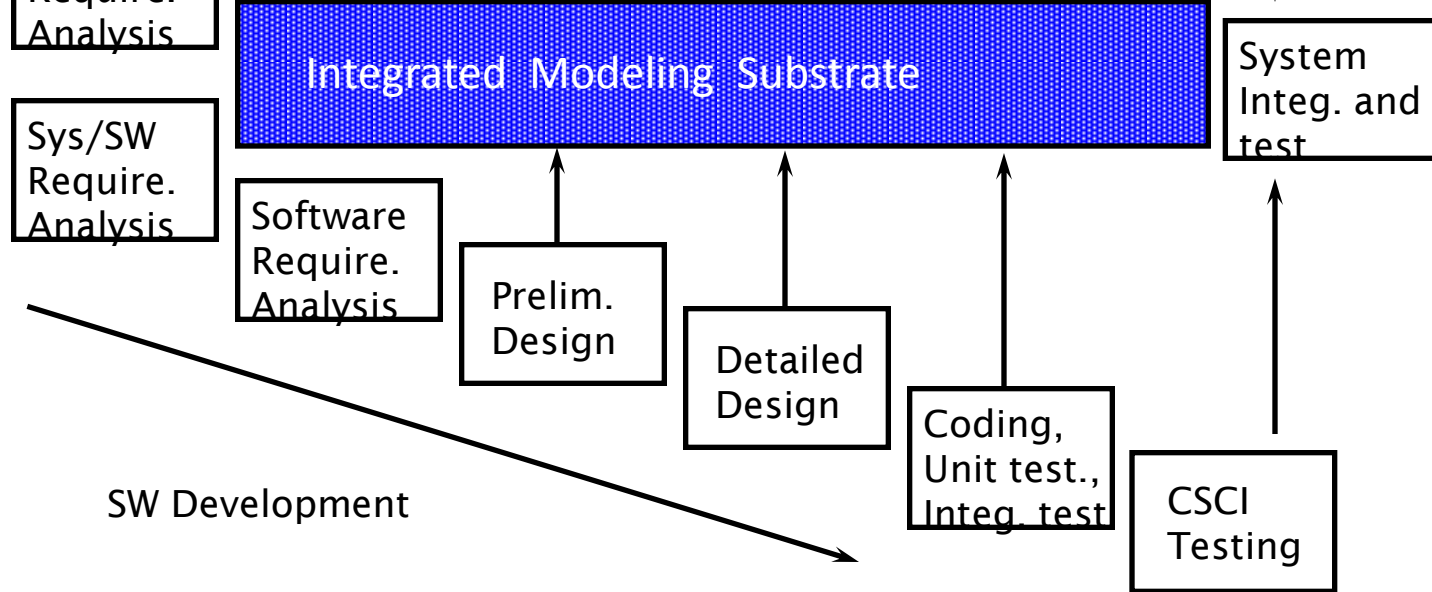 Require.
Analysis
Integrated Modeling Substrate
System
Integ. and
test
Sys/SW
Require.
Analysis
Software
Require.
Analysis
Prelim.
Design
Detailed
Design
Coding,
Unit test.,
Integ. test
CSCI
Testing
SW Development